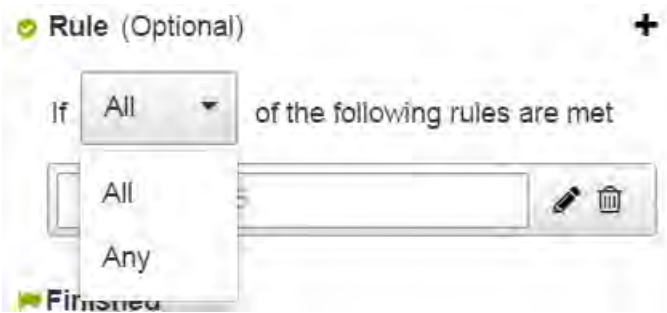 Rule (Optional)
If All of the following rules are met
All
Any
Finished